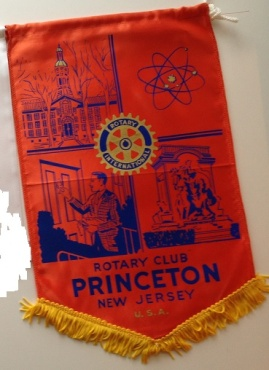 ROTARY
INTERNATIONAL
ROTARY CLUB
PRINCETON
NEW JERSEY
U.S.A.